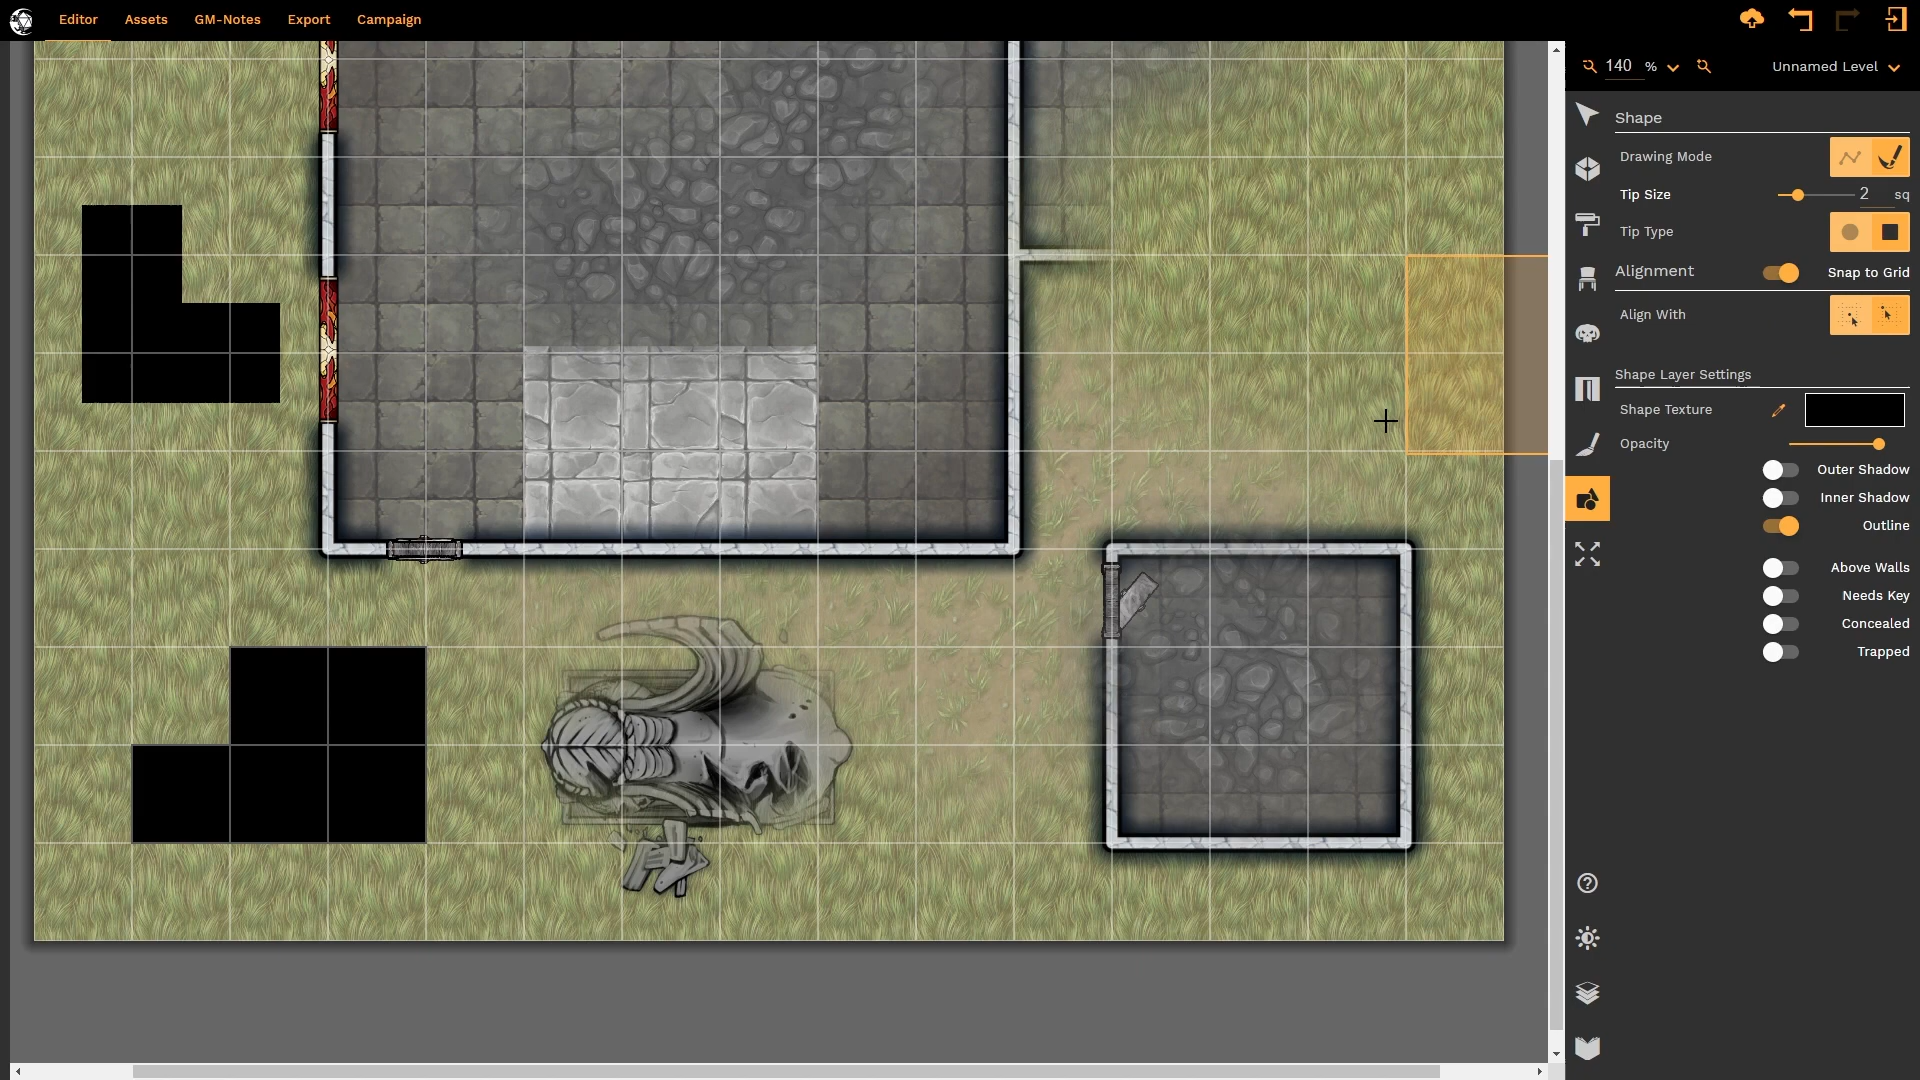 Editor Assets GM-Notes Export Campaign
140 % Unnamed Level
Shape
Drawing Mode
Tip Size 2 sq
Tip Type
Alignment Snap to Grid
Align With
Shape Layer Settings
Shape Texture
Opacity
Outer Shadow
Inner Shadow
Outline
Above Walls
Needs Key
Concealed
Trapped